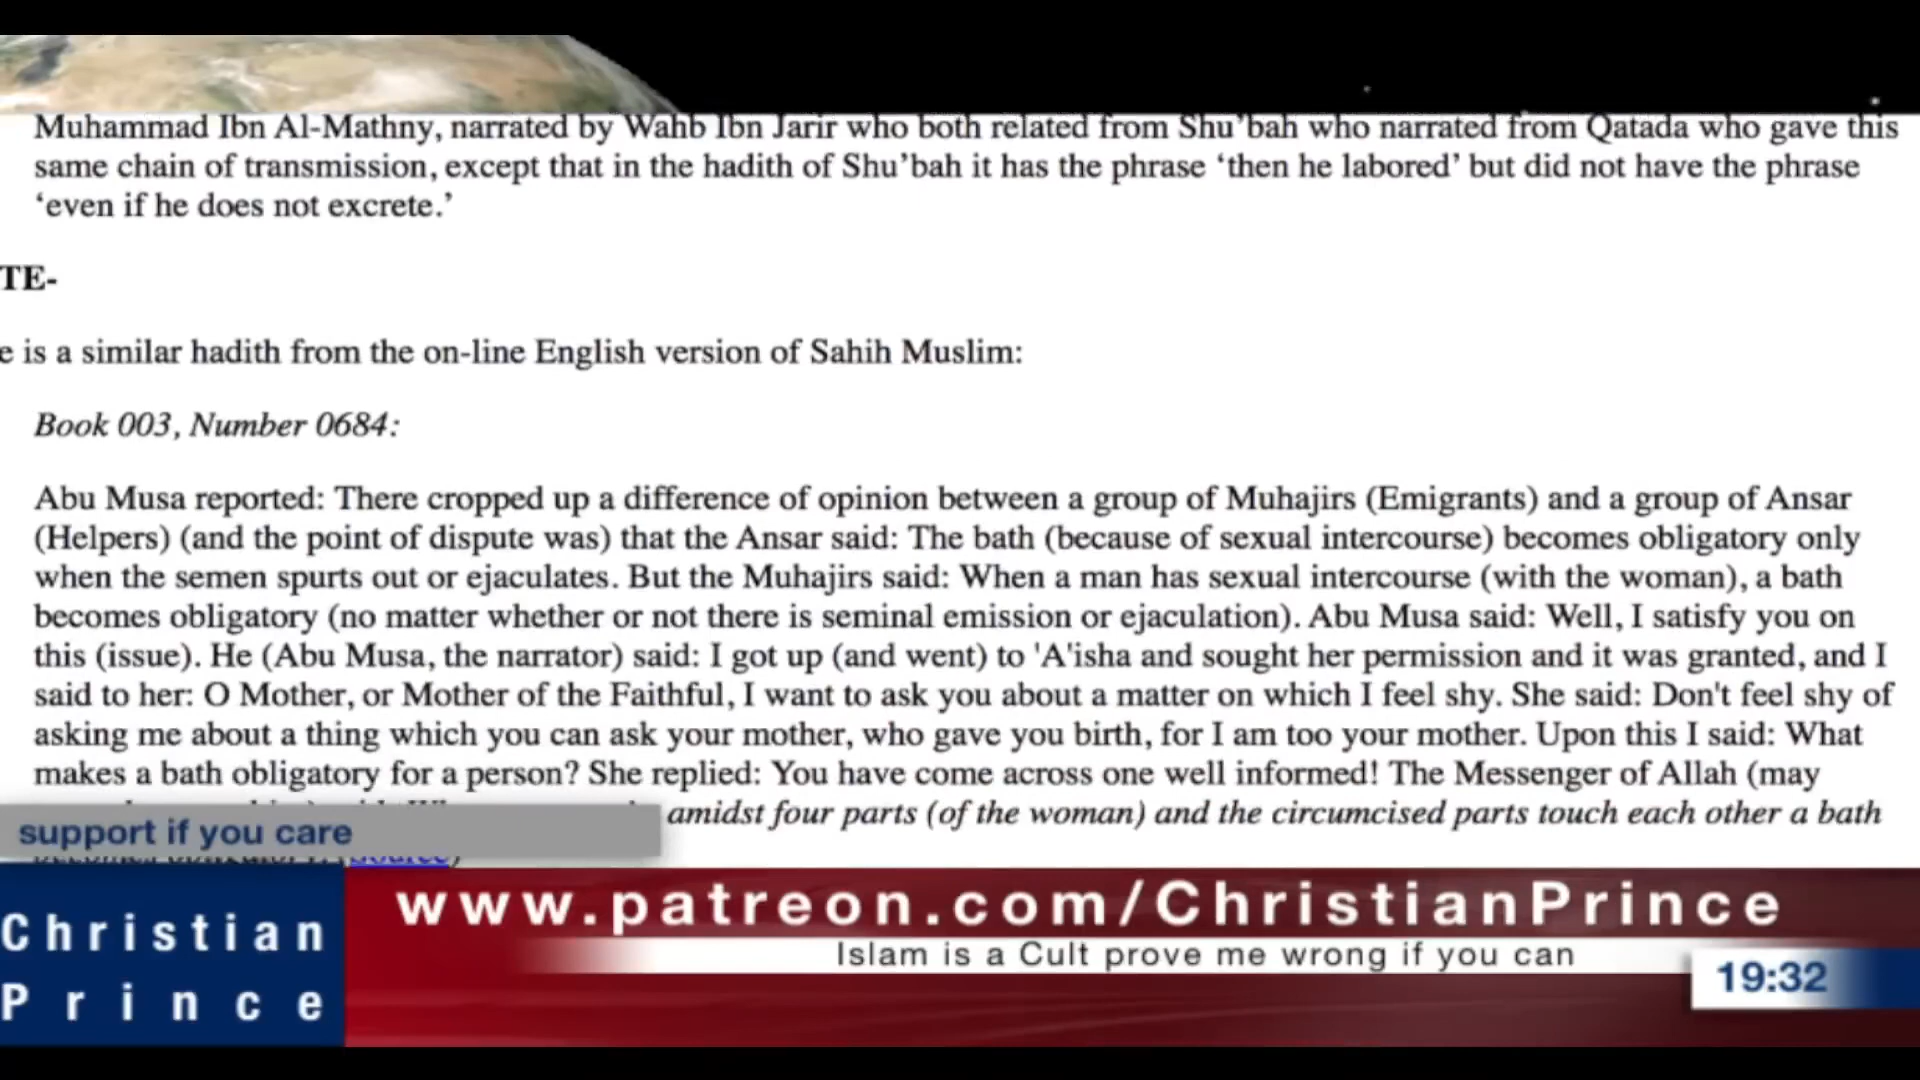 Muhammad Ibn Al-Mathny, narrated by Wahb Ibn Jarir who both related from Shu’bah who narrated from Qatada who gave this
same chain of transmission, except that in the hadith of Shu’bah it has the phrase ‘then he labored’ but did not have the phrase
‘even if he does not excrete.’
TE-
e is a similar hadith from the on-line English version of Sahih Muslim:
Book 003, Number 0684:
Abu Musa reported: There cropped up a difference of opinion between a group of Muhajirs (Emigrants) and a group of Ansar
(Helpers) (and the point of dispute was) that the Ansar said: The bath (because of sexual intercourse) becomes obligatory only
when the semen spurts out or ejaculates. But the Muhajirs said: When a man has sexual intercourse (with the woman), a bath
becomes obligatory (no matter whether or not there is seminal emission or ejaculation). Abu Musa said: Well, I satisfy you on
this (issue). He (Abu Musa, the narrator) said: I got up (and went) to 'A'isha and sought her permission and it was granted, and I
said to her: O Mother, or Mother of the Faithful, I want to ask you about a matter on which I feel shy. She said: Don't feel shy of
asking me about a thing which you can ask your mother, who gave you birth, for I am too your mother. Upon this I said: What
makes a bath obligatory for a person? She replied: You have come across one well informed! The Messenger of Allah (may
amidst four parts (of the woman) and the circumcised parts touch each other a bath
support if you care
(Source)
Christian
Prince
www.patreon.com/ChristianPrince
Islam is a Cult prove me wrong if you can
19:32